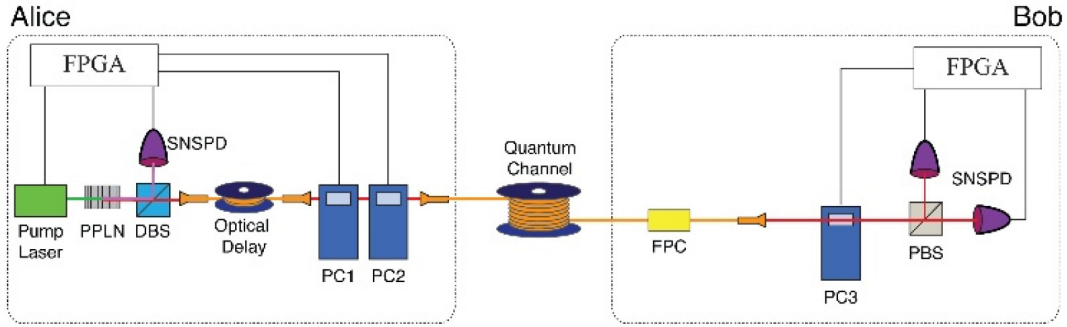 Alice
Bob
FPGA
FPGA
SNSPD
Quantum
Channel
SNSPD
Pump
Laser
PPLN
DBS
Optical
Delay
PC1
PC2
FPC
PC3
PBS